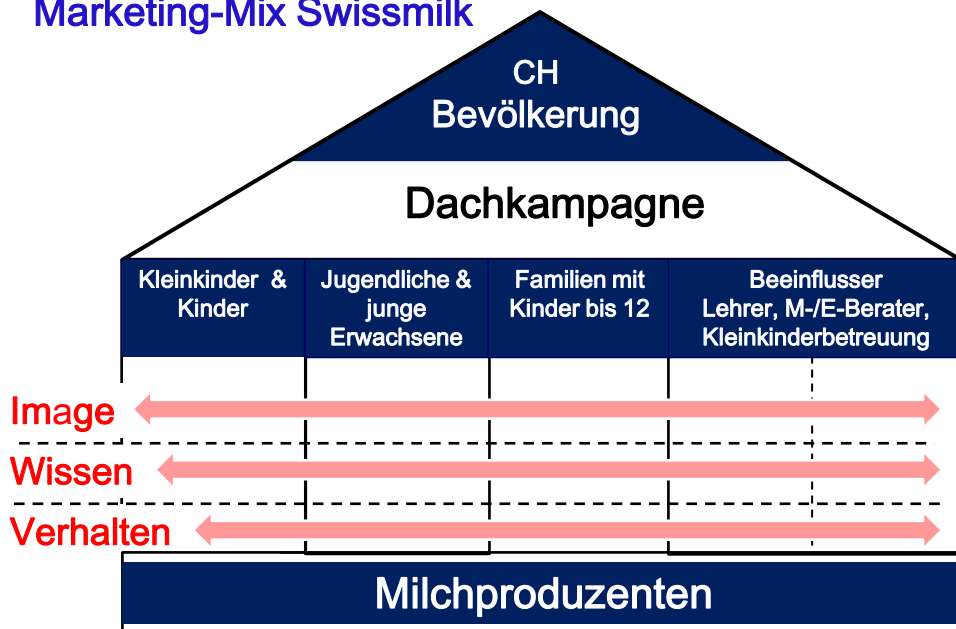 Marketing-Mix Swissmilk
CH
Bevölkerung
Dachkampagne
Kleinkinder &
Kinder
Jugendliche &
junge
Erwachsene
Familien mit
Kinder bis 12
Beeinflusser
Lehrer, M-/E-Berater,
Kleinkinderbetreuung
Image
Wissen
Verhalten
Milchproduzenten